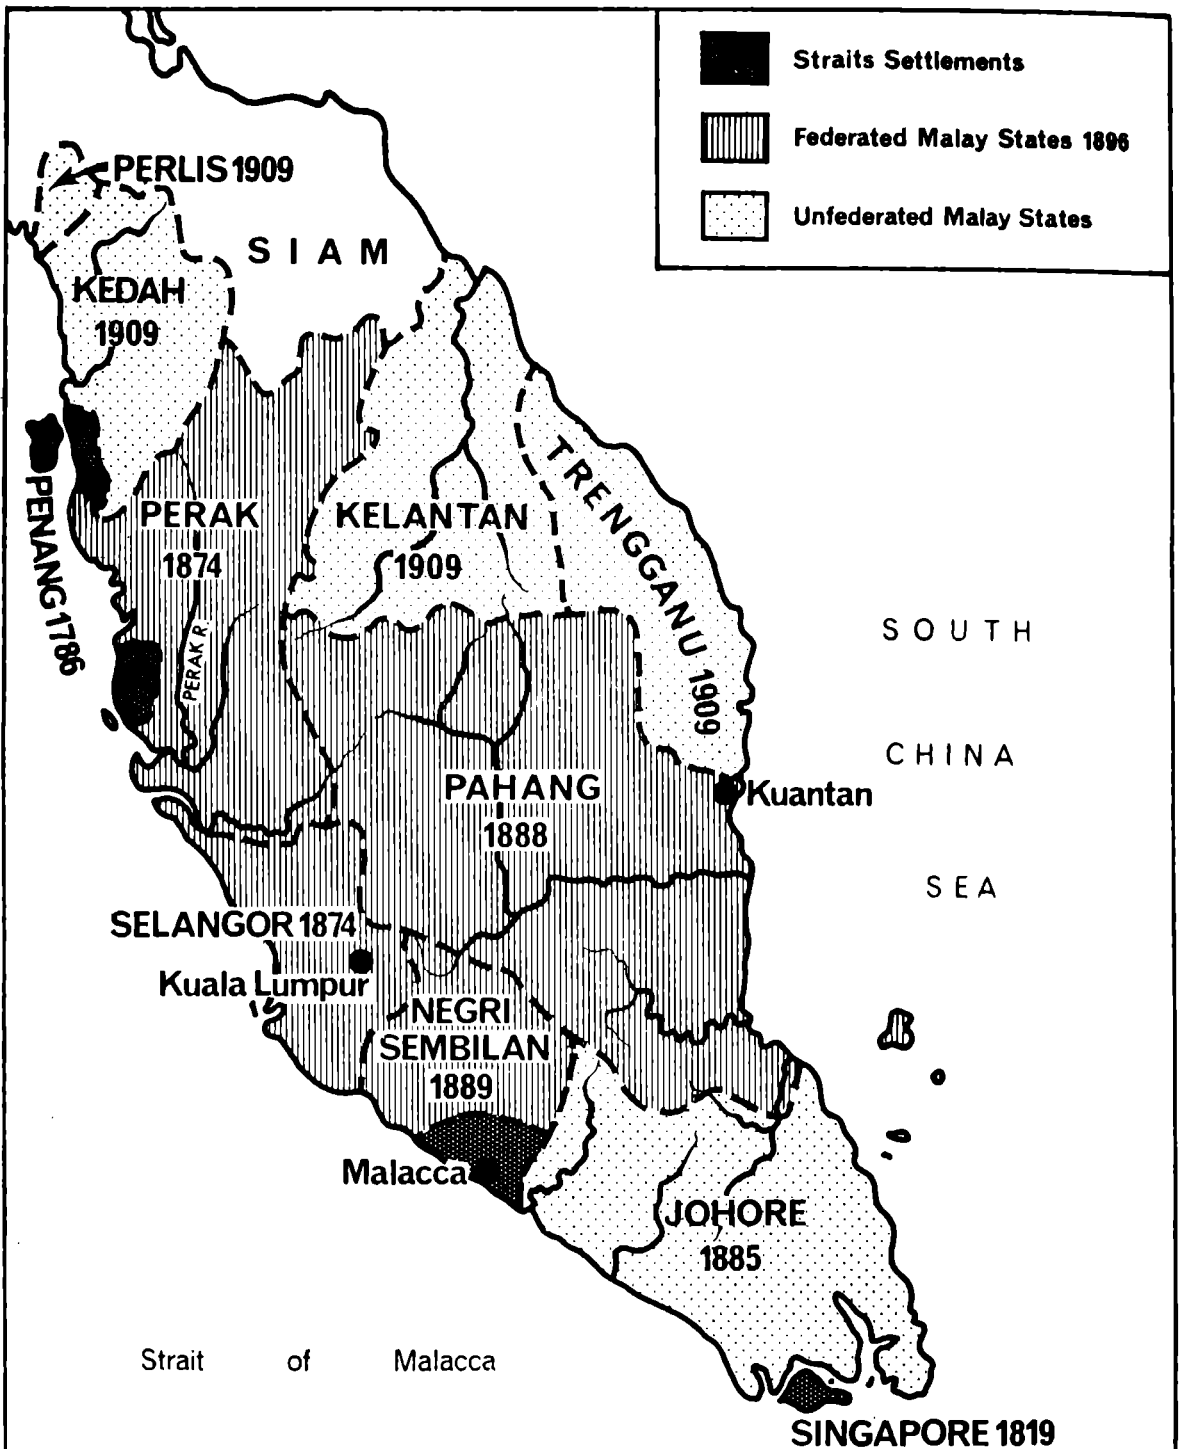 Straits Settlements
Federated Malay States 1896
Unfederated Malay States
PERLIS 1909
SIAM
KEDAH
1909
PENANG 1786
PERAK
1874
PERAK R.
KELANTAN
1909
TRENGGANU 1909
SOUTH
CHINA
SEA
PAHANG
1888
Kuantan
SELANGOR 1874
Kuala Lumpur
NEGRI
SEMBILAN
1889
Malacca
JOHORE
1885
Strait of Malacca
SINGAPORE 1819